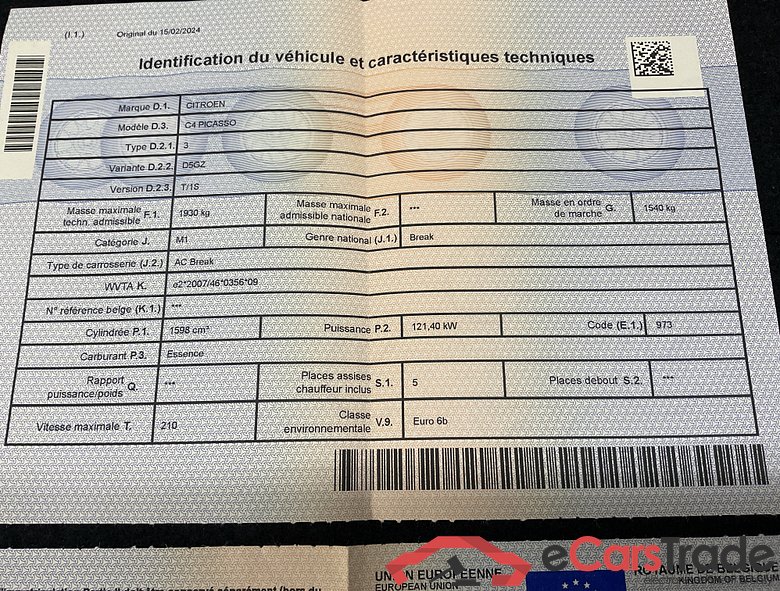 (I.1.) Original du 15/02/2024
Identification du véhicule et caractéristiques techniques
Marque D.1. CITROEN
Modèle D.3. C4 PICASSO
Type D.2.1. 3
Variante D.2.2. D5GZ
Version D.2.3. T/1S
Masse maximale techn. admissible F.1. 1930 kg Masse maximale admissible nationale F.2. *** Masse en ordre de marche G. 1540 kg
Catégorie J. M1 Genre national (J.1.) Break
Type de carrosserie (J.2.) AC Break
WVTA K. e2*2007/46*0356*09
N° référence belge (K.1.) ***
Cylindrée P.1. 1598 cm³ Puissance P.2. 121,40 kW Code (E.1.) 973
Carburant P.3. Essence
Rapport puissance/poids Q. *** Places assises chauffeur inclus S.1. 5 Places debout S.2. ***
Vitesse maximale T. 210 Classe environnementale V.9. Euro 6b
eCarsTrade
UNION EUROPEENNE
ROYAUME DE BELGIQUE
EUROPEAN UNION
KINGDOM OF BELGIUM